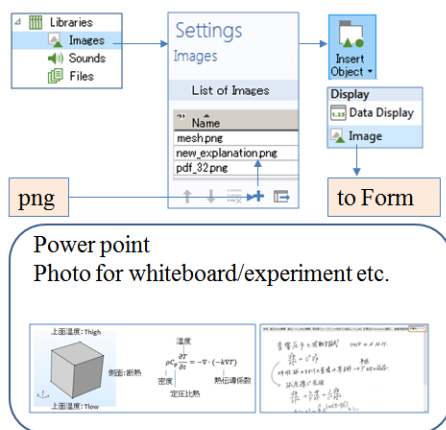 Libraries
Images
Sounds
Files
Settings
Images
List of Images
Name
mesh.png
new_explanation.png
pdf_32.png
Insert
Object
Display
Data Display
Image
png
to Form
Power point
Photo for whiteboard/experiment etc.
上面温度:Thigh
側面:断熱
上面温度:Tlow
温度
ρCp ∂T/∂t = -∇·(-k∇T)
密度
熱伝導係数
定圧比熱